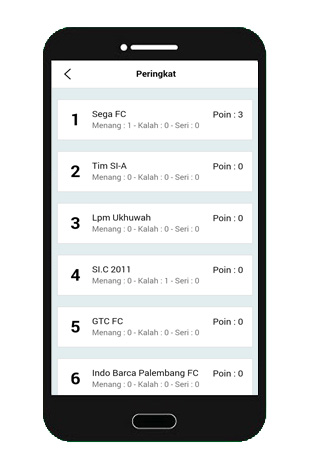 Peringkat
1
Sega FC
Poin : 3
Menang : 1 - Kalah : 0 - Seri : 0
2
Tim SI-A
Poin : 0
Menang : 0 - Kalah : 0 - Seri : 0
3
Lpm Ukhuwah
Poin : 0
Menang : 0 - Kalah : 0 - Seri : 0
4
SI.C 2011
Poin : 0
Menang : 0 - Kalah : 1 - Seri : 0
5
GTC FC
Poin : 0
Menang : 0 - Kalah : 0 - Seri : 0
6
Indo Barca Palembang FC
Poin : 0
Menang : 0 - Kalah : 0 - Seri : 0